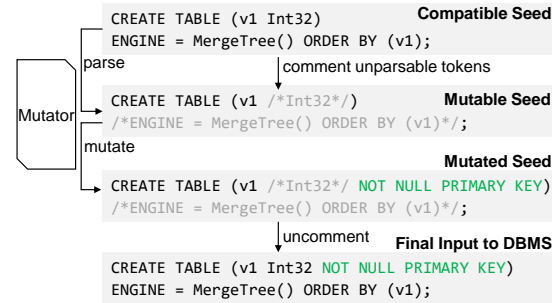 CREATE TABLE (v1 Int32) Compatible Seed
ENGINE = MergeTree() ORDER BY (v1);
parse
comment unparsable tokens
CREATE TABLE (v1 /*Int32*/) Mutable Seed
/*ENGINE = MergeTree() ORDER BY (v1)*/;
Mutator
mutate
Mutated Seed
CREATE TABLE (v1 /*Int32*/ NOT NULL PRIMARY KEY)
/*ENGINE = MergeTree() ORDER BY (v1)*/;
uncomment
Final Input to DBMS
CREATE TABLE (v1 Int32 NOT NULL PRIMARY KEY)
ENGINE = MergeTree() ORDER BY (v1);